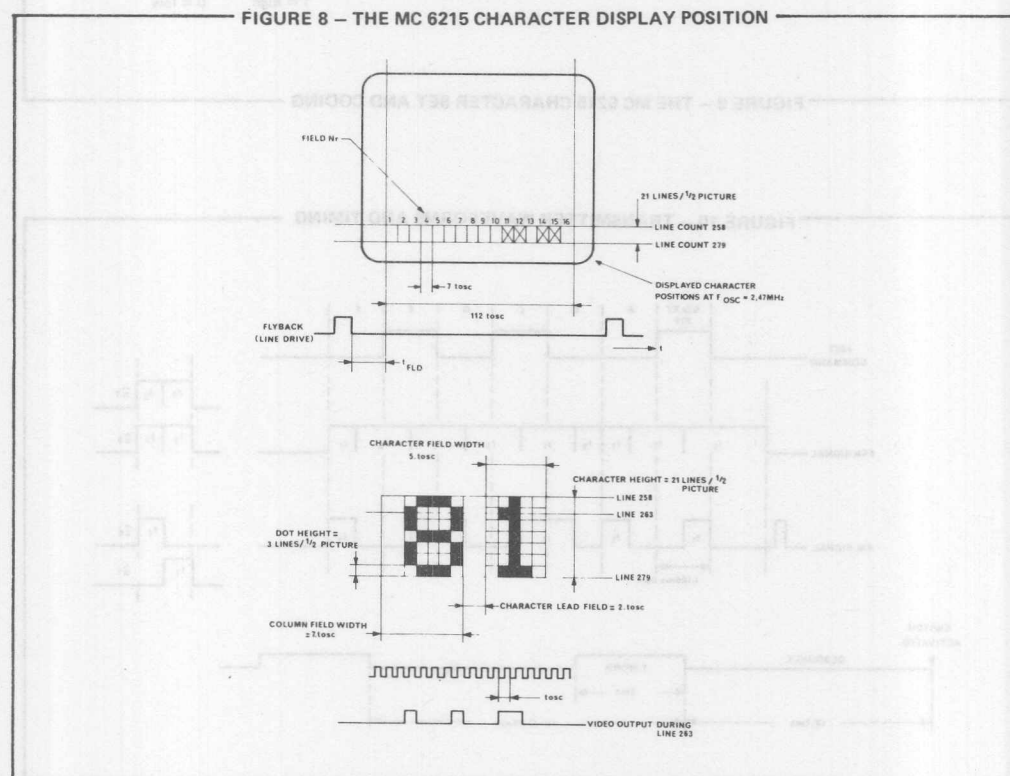 FIGURE 8 – THE MC 6215 CHARACTER DISPLAY POSITION
FIELD Nr
21 LINES/ 1/2 PICTURE
1 2 3 4 5 6 7 8 9 10 11 12 13 14 15 16
LINE COUNT 258
LINE COUNT 279
7 tosc
DISPLAYED CHARACTER
POSITIONS AT F OSC = 2,47MHz
112 tosc
FLYBACK
(LINE DRIVE)
t
t FLD
CHARACTER FIELD WIDTH
5.tosc
CHARACTER HEIGHT = 21 LINES / 1/2
PICTURE
LINE 258
LINE 263
DOT HEIGHT =
3 LINES/ 1/2 PICTURE
LINE 279
CHARACTER LEAD FIELD = 2.tosc
COLUMN FIELD WIDTH
=7.tosc
tosc
VIDEO OUTPUT DURING
LINE 263